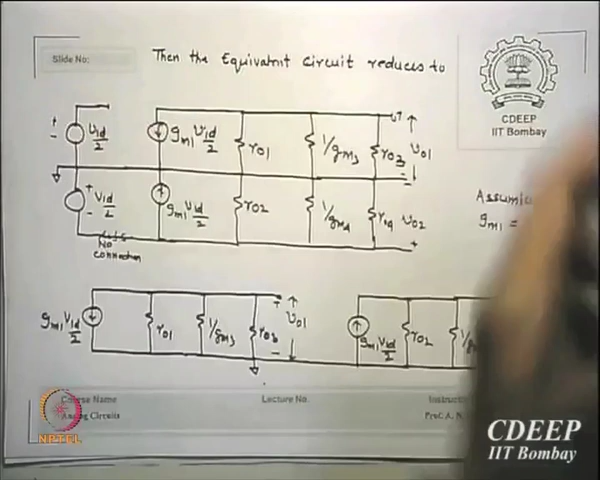 Slide No:
Then the Equivalent Circuit reduces to
CDEEP
IIT Bombay
+
-
Vid/2
gm1 Vid/2
ro1
1/gm3
ro3
+
vo1
-
+
-
Vid/2
gm1 Vid/2
ro2
1/gm4
ro4
vo2
+
No
connection
gm1 =
gm1 Vid/2
ro1
1/gm3
ro3
+
vo1
-
gm1 Vid/2
ro2
Course Name
Analog Circuits
Lecture No.
NPTEL
CDEEP
IIT Bombay